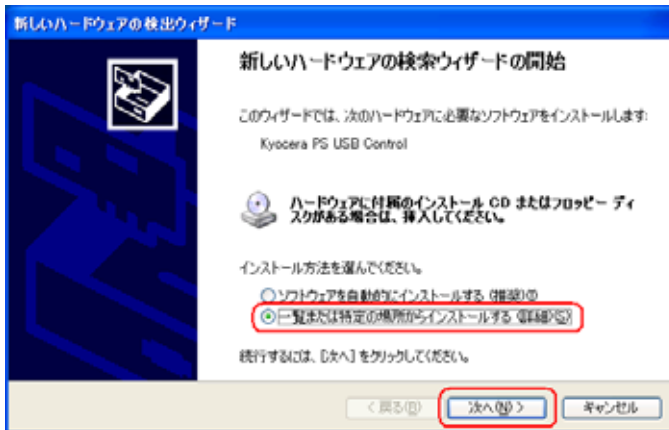 新しいハードウェアの検出ウィザード
新しいハードウェアの検索ウィザードの開始
このウィザードでは、次のハードウェアに必要なソフトウェアをインストールします:
Kyocera PS USB Control
ハードウェアに付属のインストール CD またはフロッピー ディ
スクがある場合は、挿入してください。
インストール方法を選んでください。
ソフトウェアを自動的にインストールする (推奨)(I)
一覧または特定の場所からインストールする (詳細)(S)
続行するには、[次へ] をクリックしてください。
< 戻る(B)
次へ(N) >
キャンセル